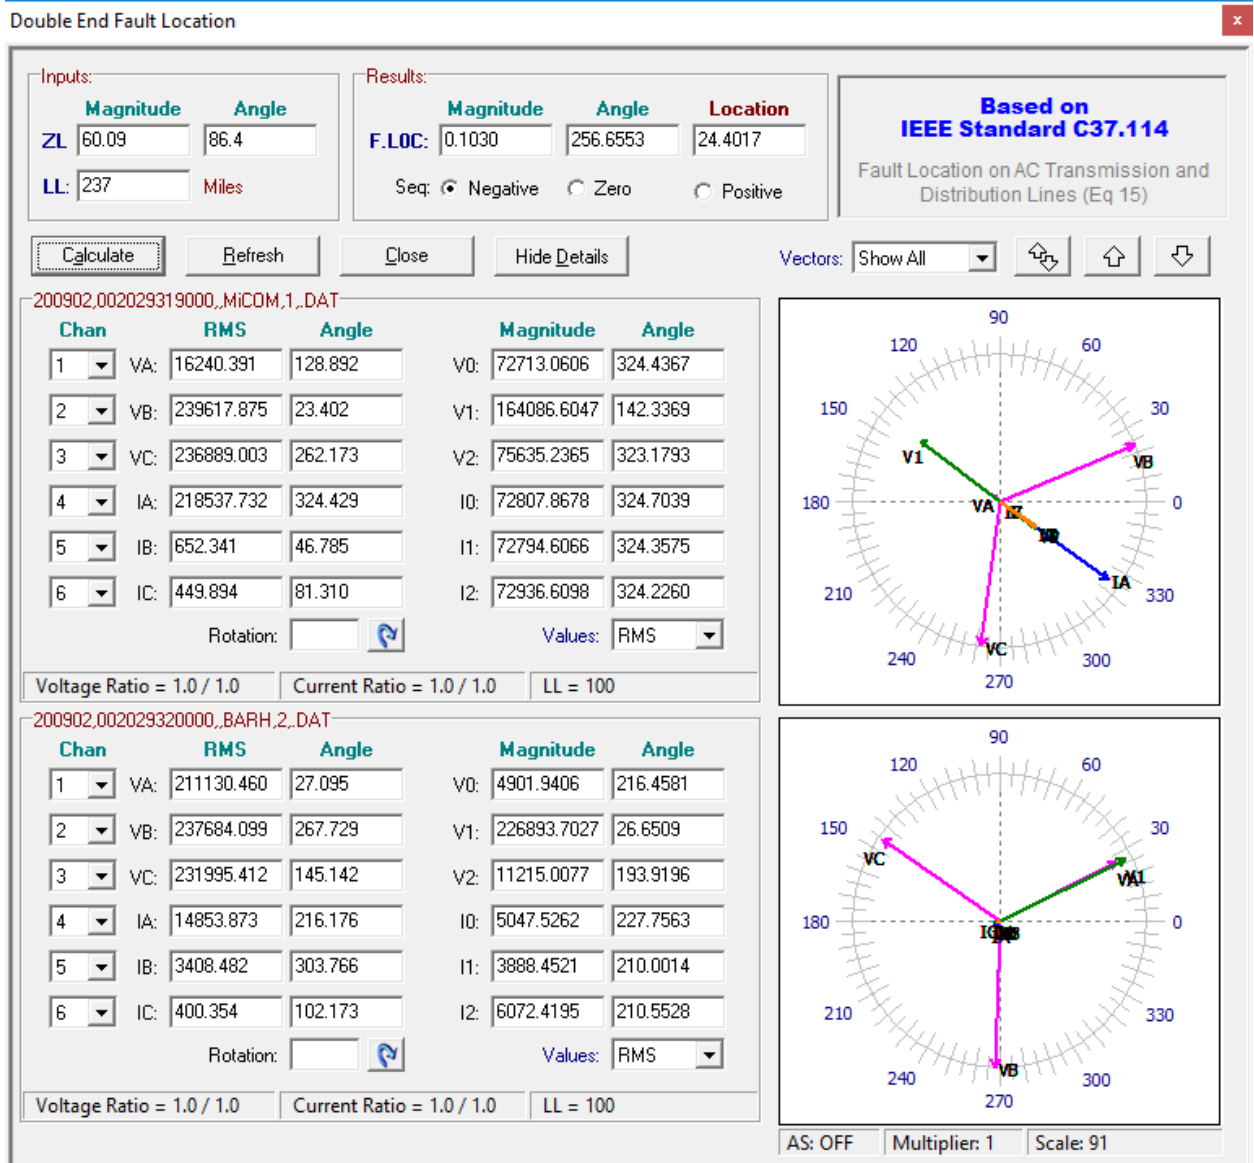 Double End Fault Location
x
Inputs:
Magnitude Angle
ZL 60.09 86.4
LL: 237 Miles
Results:
Magnitude Angle Location
F.LOC: 0.1030 256.6553 24.4017
Seq: Negative Zero Positive
Based on
IEEE Standard C37.114
Fault Location on AC Transmission and
Distribution Lines (Eq 15)
Calculate Refresh Close Hide Details Vectors: Show All
200902,002029319000,,MiCOM,1,.DAT
Chan RMS Angle Magnitude Angle
1 VA: 16240.391 128.892 V0: 72713.0606 324.4367
2 VB: 239617.875 23.402 V1: 164086.6047 142.3369
3 VC: 236889.003 262.173 V2: 75635.2365 323.1793
4 IA: 218537.732 324.429 I0: 72807.8678 324.7039
5 IB: 652.341 46.785 I1: 72794.6066 324.3575
6 IC: 449.894 81.310 I2: 72936.6098 324.2260
Rotation: Values: RMS
Voltage Ratio = 1.0 / 1.0 Current Ratio = 1.0 / 1.0 LL = 100
90
120 60
150 30
V1 VB
180 VA 0
IA
210 330
VC
240 300
270
200902,002029320000,,BARH,2,.DAT
Chan RMS Angle Magnitude Angle
1 VA: 211130.460 27.095 V0: 4901.9406 216.4581
2 VB: 237684.099 267.729 V1: 226893.7027 26.6509
3 VC: 231995.412 145.142 V2: 11215.0077 193.9196
4 IA: 14853.873 216.176 I0: 5047.5262 227.7563
5 IB: 3408.482 303.766 I1: 3888.4521 210.0014
6 IC: 400.354 102.173 I2: 6072.4195 210.5528
Rotation: Values: RMS
Voltage Ratio = 1.0 / 1.0 Current Ratio = 1.0 / 1.0 LL = 100
90
120 60
150 30
VC
180 0
210 330
VB
240 300
270
AS: OFF Multiplier: 1 Scale: 91